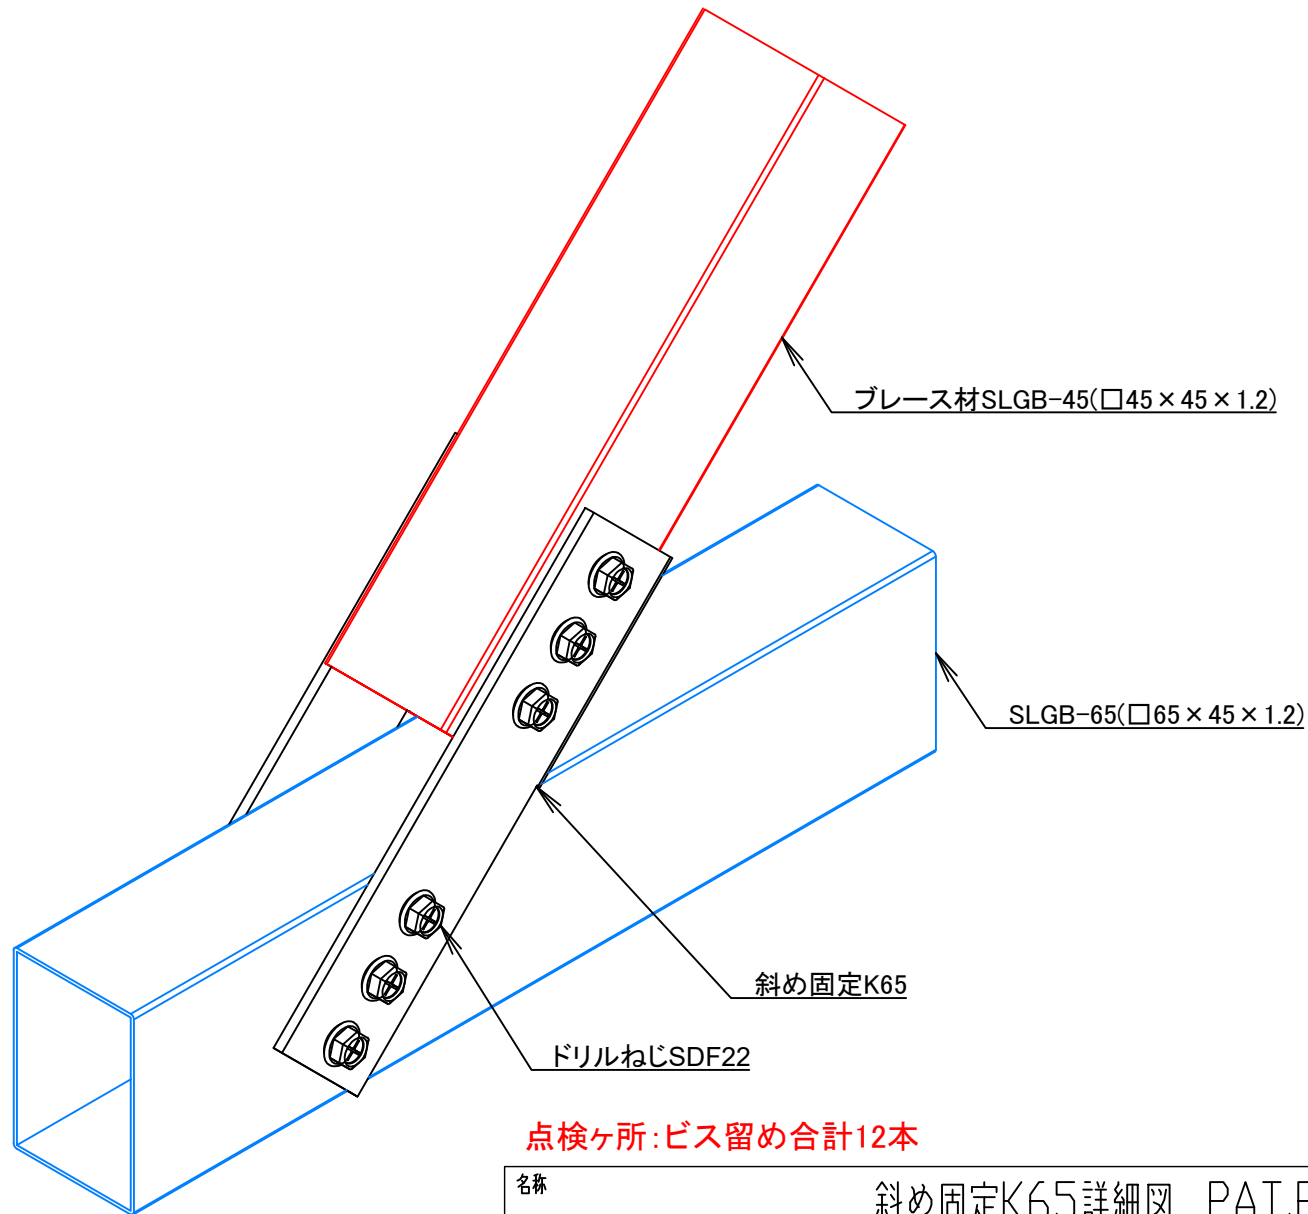 ブレース材SLGB-45(□45×45×1.2)
SLGB-65(□65×45×1.2)
斜め固定K65
ドリルねじSDF22
点検ヶ所:ビス留め合計12本
名称
斜め固定K65詳細図 PAT.P